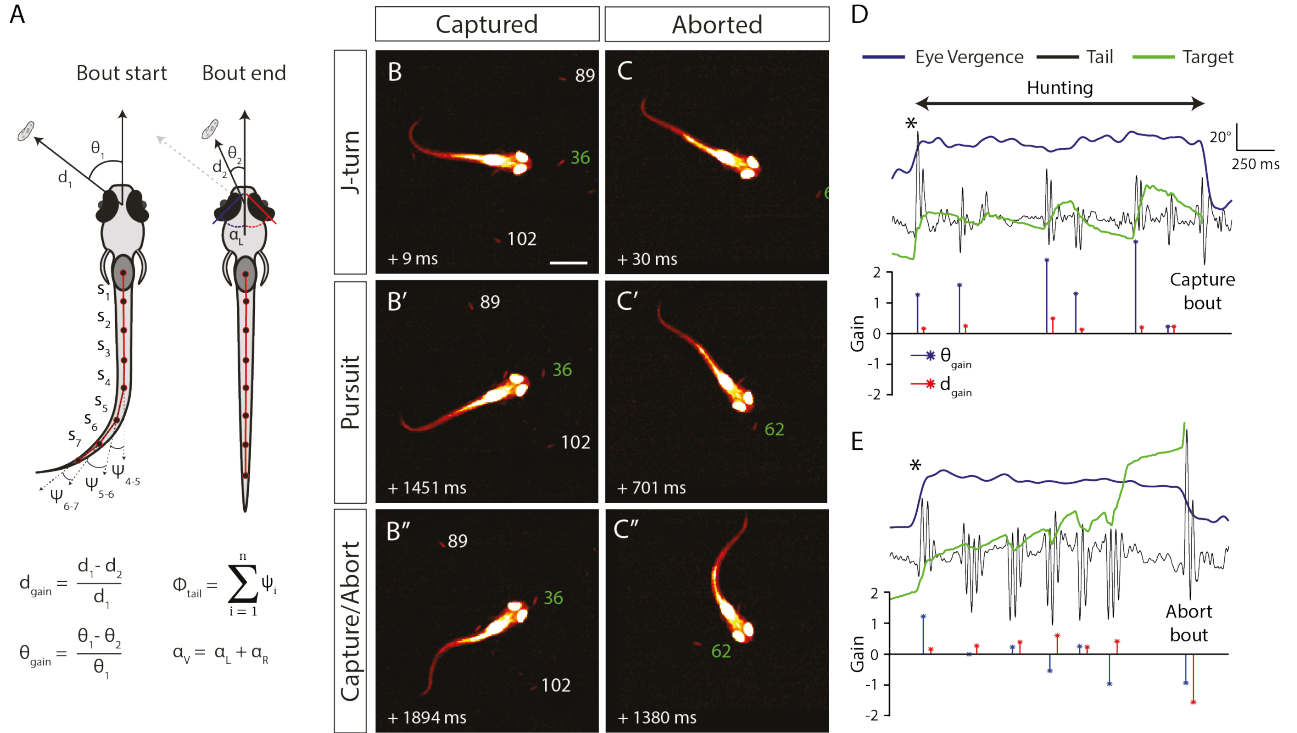 A
Bout start
Bout end
θ1
d1
θ2
d2
αL
s1
s2
s3
s4
s5
s6
s7
ψ4-5
ψ5-6
ψ6-7
dgain = d1 - d2 / d1
Φtail = n ∑ i = 1 ψi
θgain = θ1 - θ2 / θ1
αV = αL + αR
Captured
Aborted
J-turn
B
89
36
102
+ 9 ms
C
6
+ 30 ms
Pursuit
B′
89
36
102
+ 1451 ms
C′
62
+ 701 ms
Capture/Abort
B″
89
36
102
+ 1894 ms
C″
62
+ 1380 ms
D
Eye Vergence
Tail
Target
Hunting
*
20°
250 ms
Gain
2
1
0
-1
-2
Capture
bout
θgain
dgain
E
*
Gain
2
1
0
-1
-2
Abort
bout